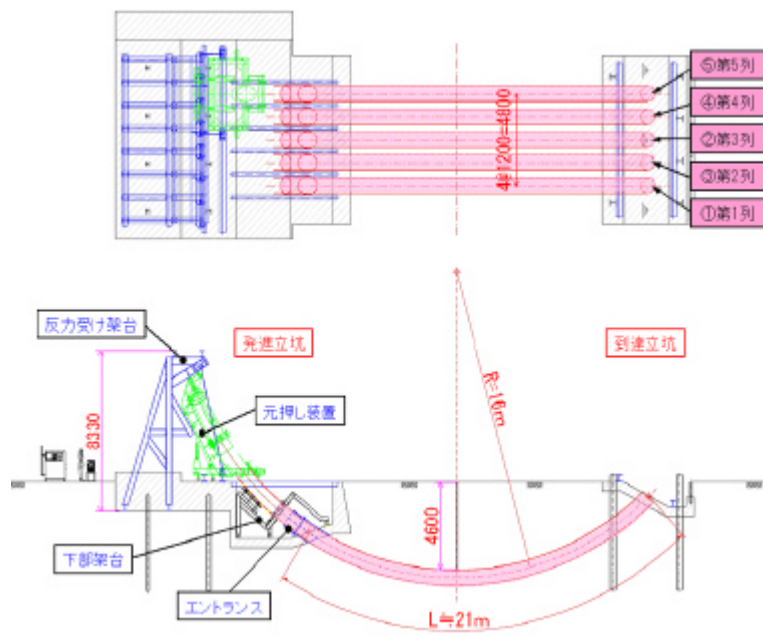 ⑤第5列
④第4列
②第3列
③第2列
①第1列
4@1200=4800
反力受け架台
発進立坑
到達立坑
元押し装置
R=16m
8330
4600
下部架台
エントランス
L≒21m